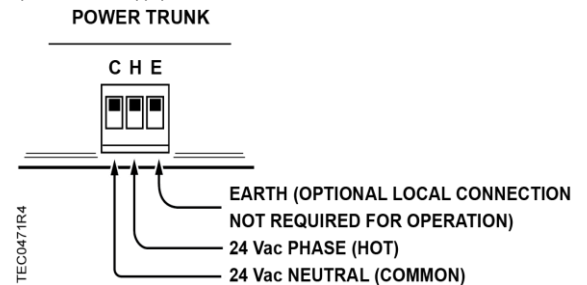 POWER TRUNK
C H E
EARTH (OPTIONAL LOCAL CONNECTION
NOT REQUIRED FOR OPERATION)
24 Vac PHASE (HOT)
24 Vac NEUTRAL (COMMON)
TEC0471R4